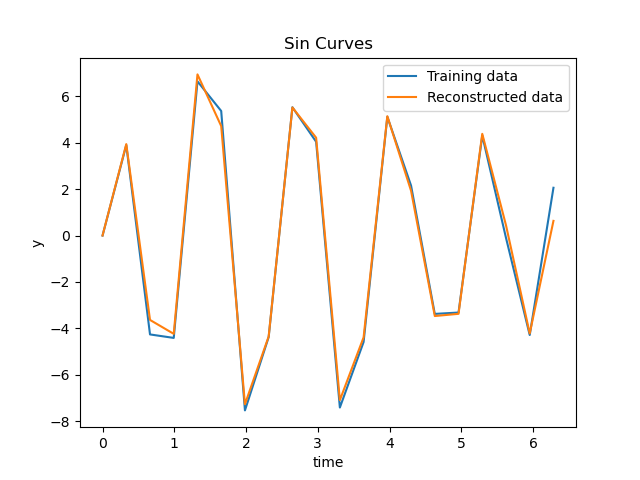 Sin Curves
Training data
Reconstructed data
6
4
2
0
−2
−4
−6
−8
y
0 1 2 3 4 5 6
time